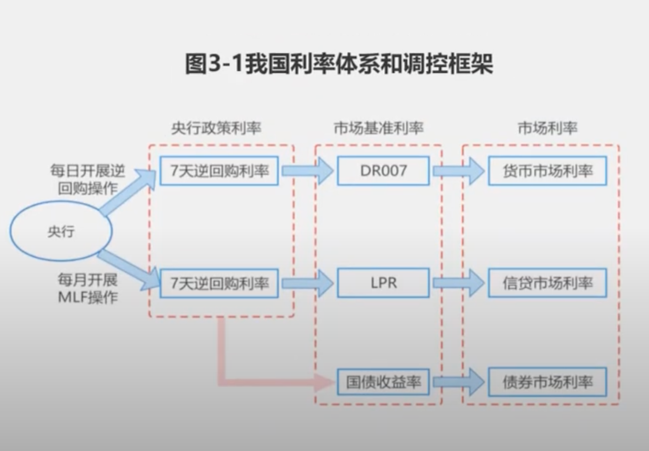 图3-1我国利率体系和调控框架
央行政策利率
市场基准利率
市场利率
每日开展逆
回购操作
7天逆回购利率
DR007
货币市场利率
央行
每月开展
MLF操作
7天逆回购利率
LPR
信贷市场利率
国债收益率
债券市场利率